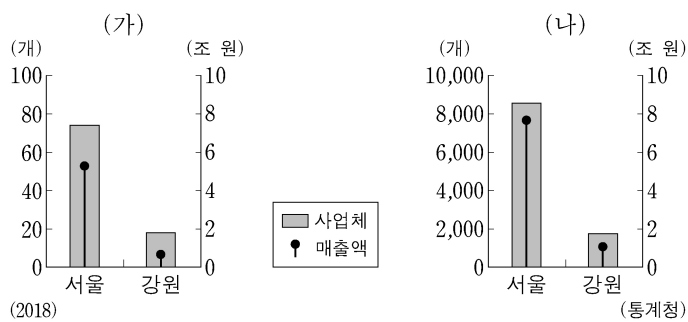 (가)
(개) (조 원)
100 10
80 8
60 6
40 4
20 2
0 0
서울 강원
(2018)
사업체
매출액
(나)
(개) (조 원)
10,000 10
8,000 8
6,000 6
4,000 4
2,000 2
0 0
서울 강원
(통계청)